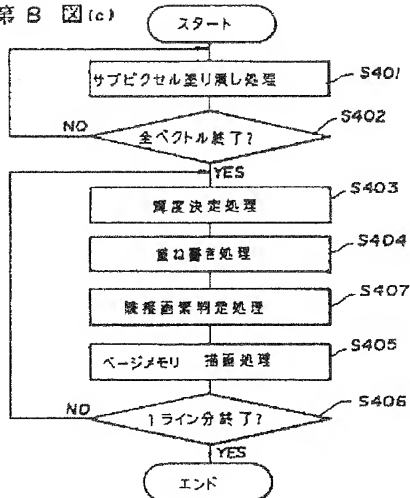 第8図(c)
スタート
サブピクセル塗り潰し処理
S401
全ベクトル終了?
S402
NO
YES
輝度決定処理
S403
重ね書き処理
S404
隣接画素判定処理
S407
ページメモリ 描画処理
S405
1ライン分終了?
S406
NO
YES
エンド